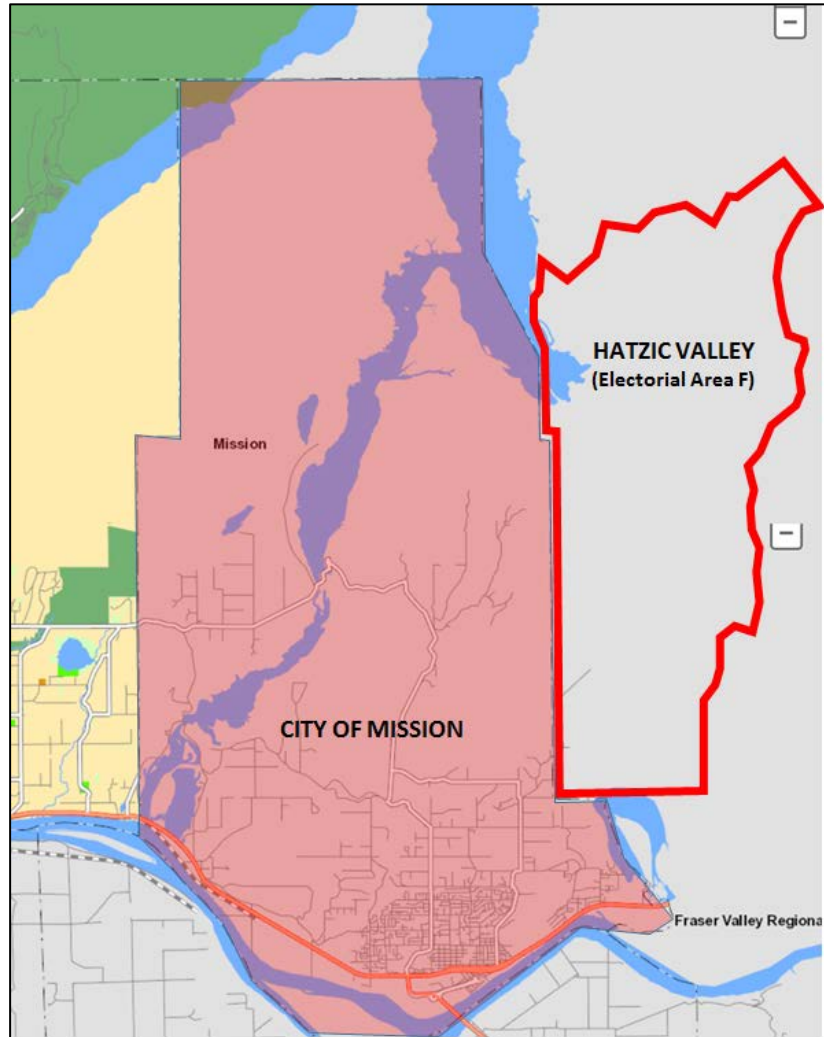 HATZIC VALLEY
(Electorial Area F)
Mission
CITY OF MISSION
Fraser Valley Regiona